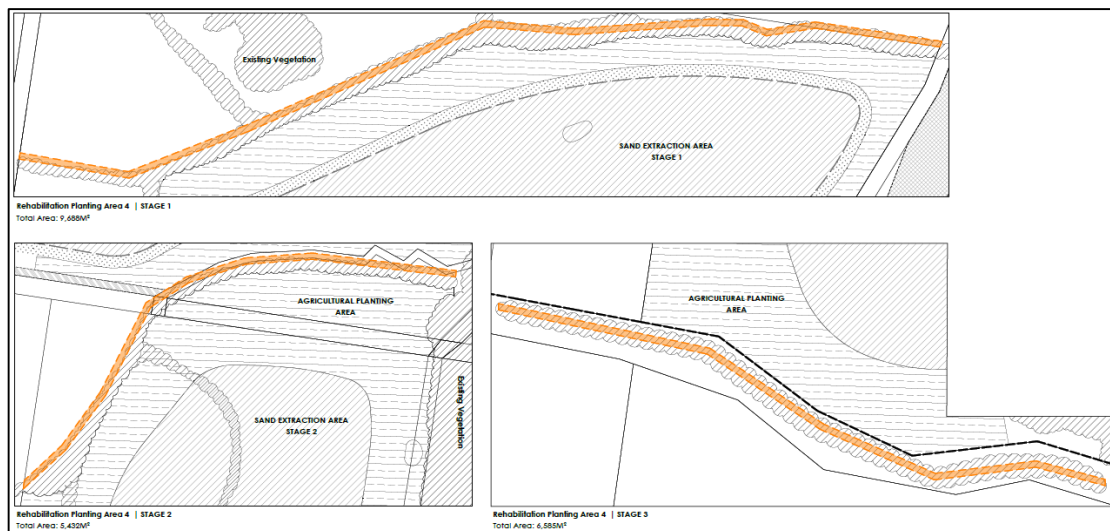 Existing Vegetation
SAND EXTRACTION AREA
STAGE 1
Rehabilitation Planting Area 4 | STAGE 1
Total Area: 9,688M²
AGRICULTURAL PLANTING
AREA
SAND EXTRACTION AREA
STAGE 2
Existing Vegetation
Rehabilitation Planting Area 4 | STAGE 2
Total Area: 5,432M²
AGRICULTURAL PLANTING
AREA
Rehabilitation Planting Area 4 | STAGE 3
Total Area: 6,585M²